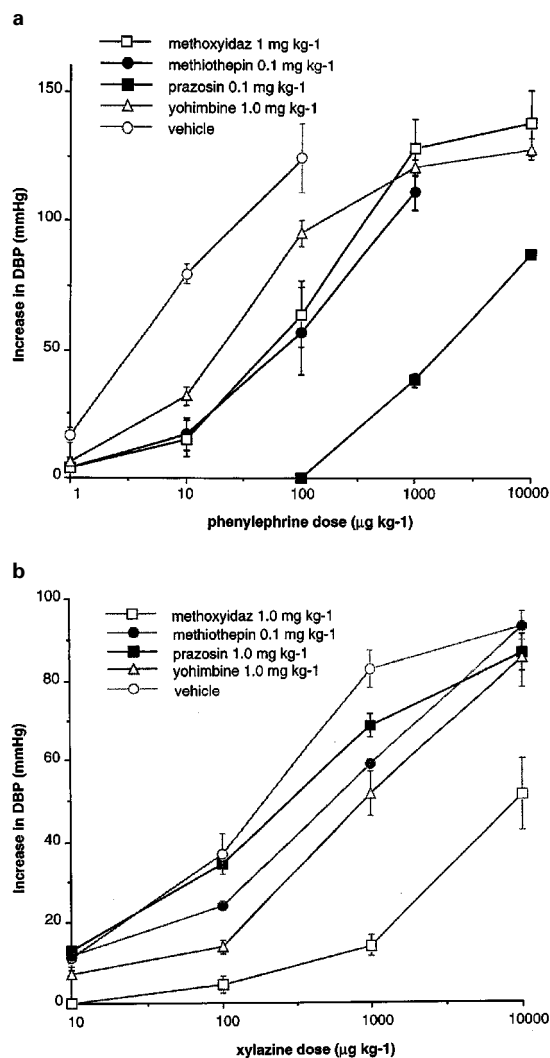 a
methoxyidaz 1 mg kg-1
methiothepin 0.1 mg kg-1
prazosin 0.1 mg kg-1
yohimbine 1.0 mg kg-1
vehicle
150
100
50
0
Increase in DBP (mmHg)
1 10 100 1000 10000
phenylephrine dose (μg kg-1)
b
methoxyidaz 1.0 mg kg-1
methiothepin 0.1 mg kg-1
prazosin 1.0 mg kg-1
yohimbine 1.0 mg kg-1
vehicle
100
80
60
40
20
0
Increase in DBP (mmHg)
10 100 1000 10000
xylazine dose (μg kg-1)